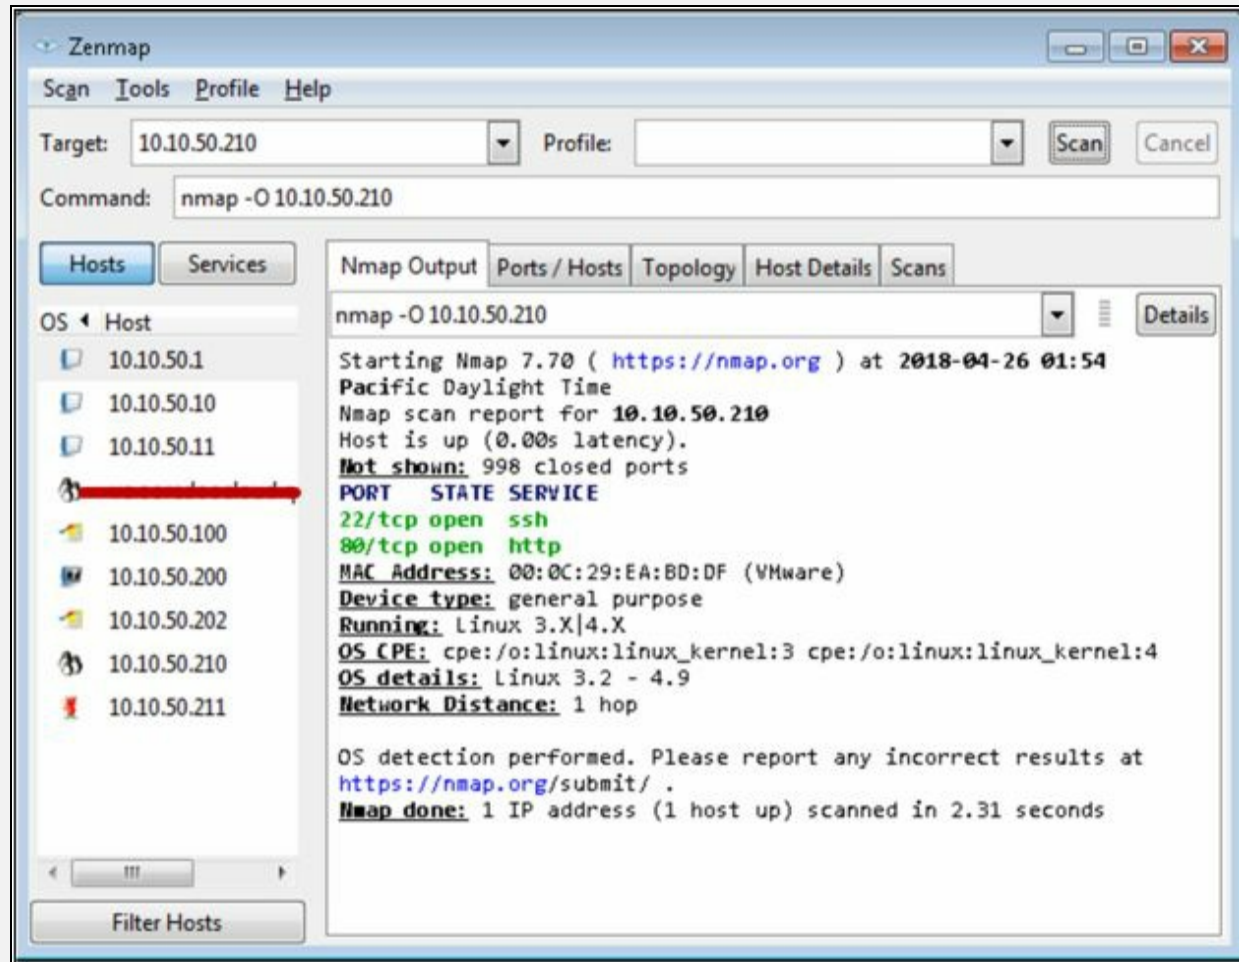 Zenmap
Scan Tools Profile Help
Target: 10.10.50.210 Profile: Scan Cancel
Command: nmap -O 10.10.50.210
Hosts Services
Nmap Output Ports / Hosts Topology Host Details Scans
OS Host
10.10.50.1
10.10.50.10
10.10.50.11
10.10.50.100
10.10.50.200
10.10.50.202
10.10.50.210
10.10.50.211
Filter Hosts
nmap -O 10.10.50.210 Details
Starting Nmap 7.70 ( https://nmap.org ) at 2018-04-26 01:54
Pacific Daylight Time
Nmap scan report for 10.10.50.210
Host is up (0.00s latency).
Not shown: 998 closed ports
PORT STATE SERVICE
22/tcp open ssh
80/tcp open http
MAC Address: 00:0C:29:EA:BD:DF (VMware)
Device type: general purpose
Running: Linux 3.X|4.X
OS CPE: cpe:/o:linux:linux_kernel:3 cpe:/o:linux:linux_kernel:4
OS details: Linux 3.2 - 4.9
Network Distance: 1 hop
OS detection performed. Please report any incorrect results at
https://nmap.org/submit/ .
Nmap done: 1 IP address (1 host up) scanned in 2.31 seconds